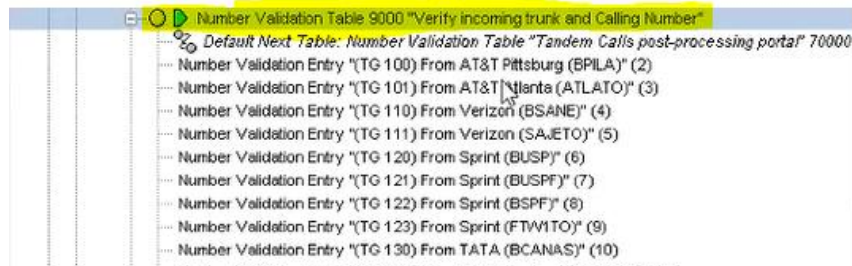 Number Validation Table 9000 "Verify incoming trunk and Calling Number"
Default Next Table: Number Validation Table "Tandem Calls post-processing portal" 70000
Number Validation Entry "(TG 100) From AT&T Pittsburg (BPILA)" (2)
Number Validation Entry "(TG 101) From AT&T Atlanta (ATLATO)" (3)
Number Validation Entry "(TG 110) From Verizon (BSANE)" (4)
Number Validation Entry "(TG 111) From Verizon (SAJETO)" (5)
Number Validation Entry "(TG 120) From Sprint (BUSP)" (6)
Number Validation Entry "(TG 121) From Sprint (BUSPF)" (7)
Number Validation Entry "(TG 122) From Sprint (BSPF)" (8)
Number Validation Entry "(TG 123) From Sprint (FTW1TO)" (9)
Number Validation Entry "(TG 130) From TATA (BCANAS)" (10)